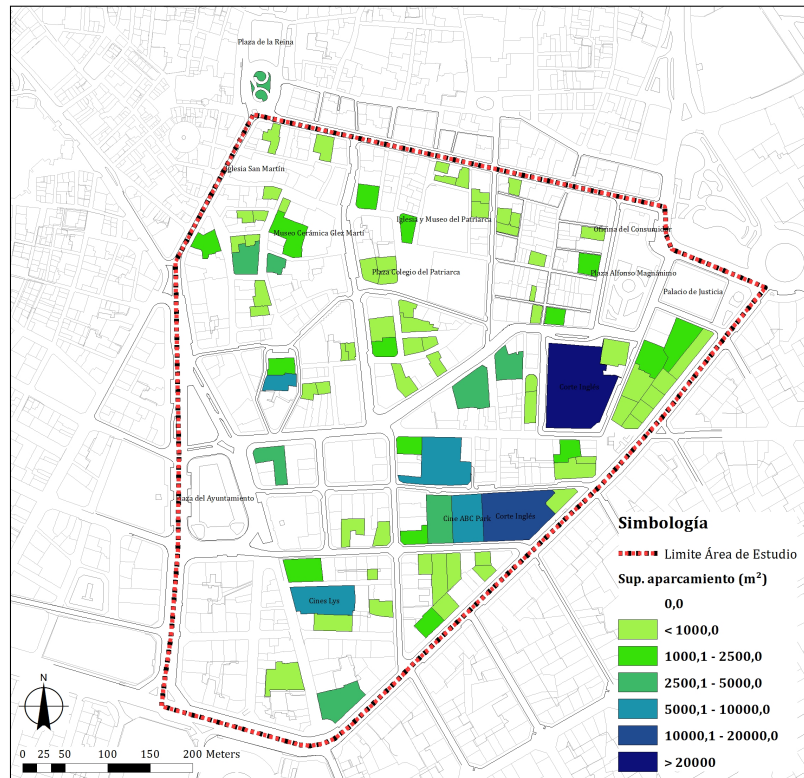 Plaza de la Reina
Iglesia San Martín
Museo Cerámica Glez Martí
Iglesia y Museo del Patriarca
Oficina del Consumidor
Plaza Colegio del Patriarca
Plaza Alfonso Magnánimo
Palacio de Justicia
Corte Inglés
Plaza del Ayuntamiento
Cine ABC Park
Corte Inglés
Cines Lys
Simbología
Limite Área de Estudio
Sup. aparcamiento (m²)
0,0
< 1000,0
1000,1 - 2500,0
2500,1 - 5000,0
5000,1 - 10000,0
10000,1 - 20000,0
> 20000
N
0 25 50 100 150 200 Meters